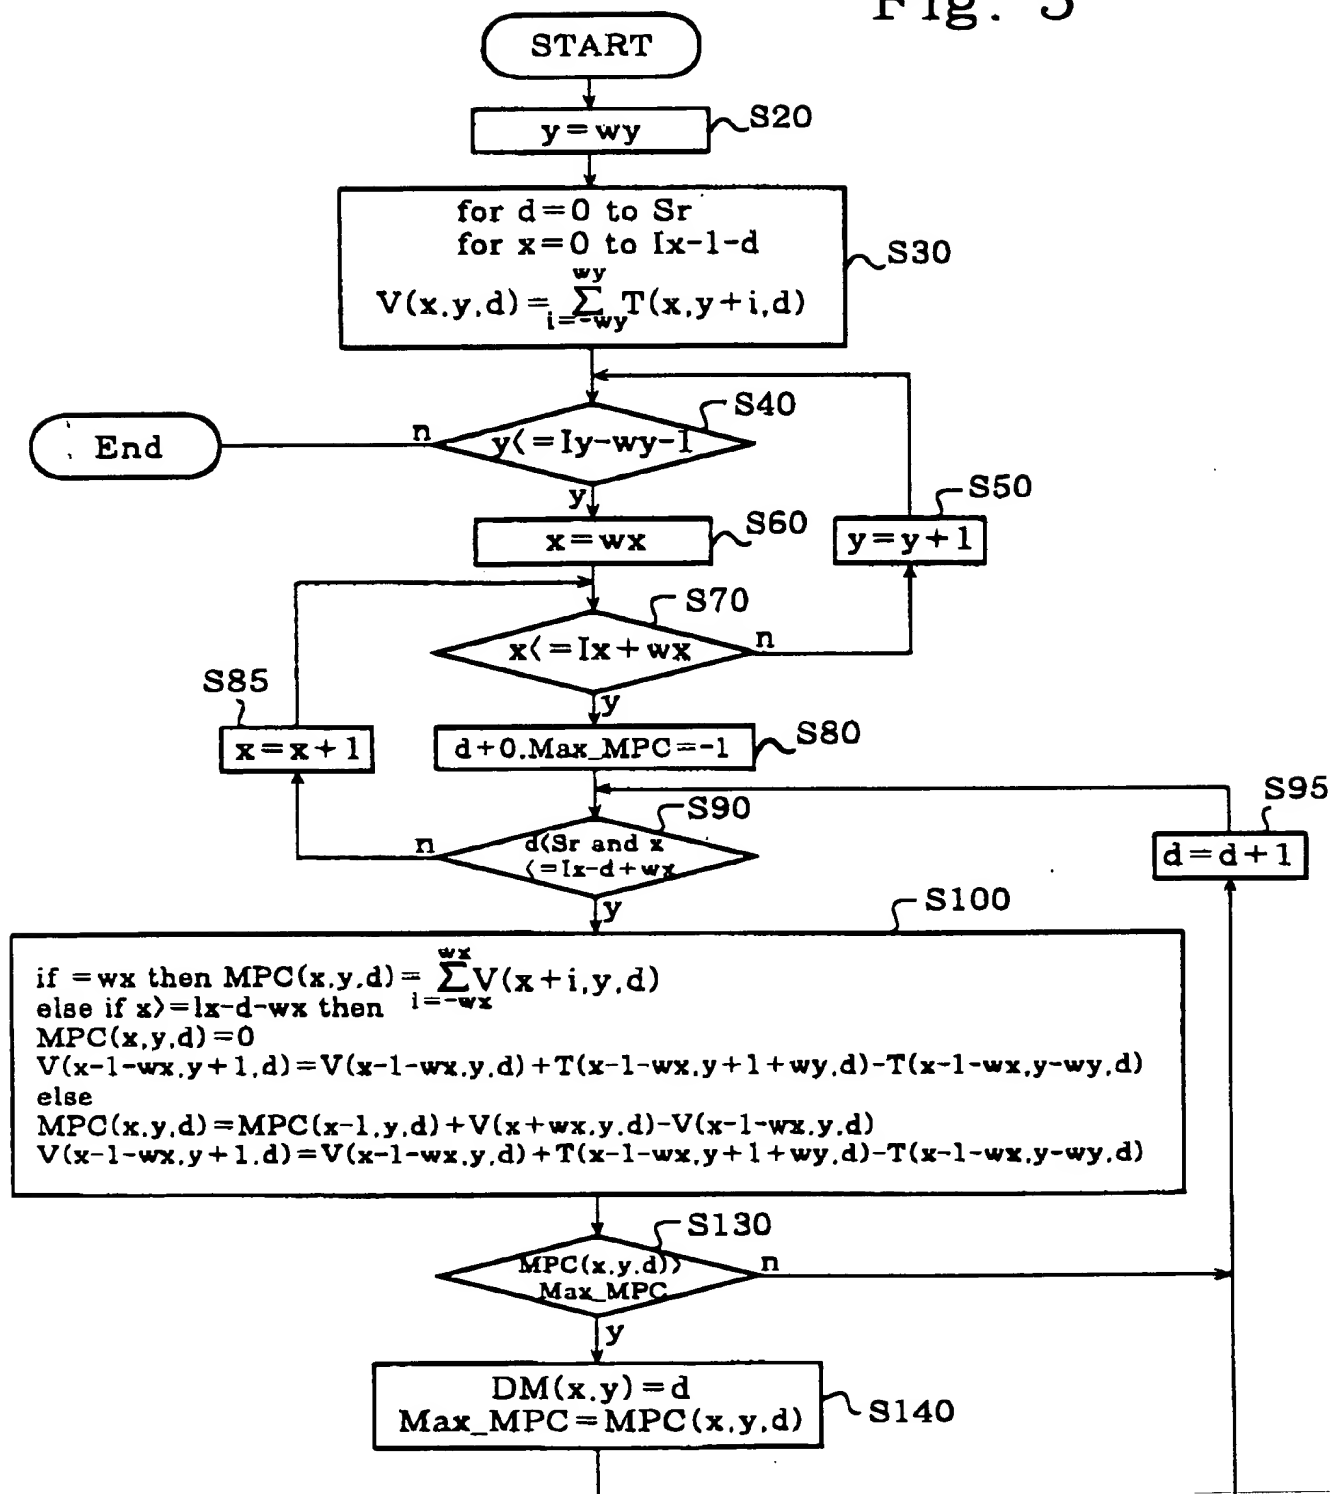 Fig. 5
START
y=wy
S20
for d=0 to Sr
for x=0 to Ix-1-d
V(x,y,d)=∑T(x,y+i,d)
wy
i=-wy
S30
S40
y<=Iy-wy-1
n
End
y
S50
y=y+1
S60
x=wx
S70
x<=Ix+wx
n
y
S85
x=x+1
S80
d+0.Max_MPC=-1
S95
d=d+1
S90
d<Sr and x
<=Ix-d+wx
n
y
S100
wx
if =wx then MPC(x,y,d)=∑V(x+i,y,d)
i=-wx
else if x>=lx-d-wx then
MPC(x,y,d)=0
V(x-1-wx,y+1,d)=V(x-1-wx,y,d)+T(x-1-wx,y+1+wy,d)-T(x-1-wx,y-wy,d)
else
MPC(x,y,d)=MPC(x-1,y,d)+V(x+wx,y,d)-V(x-1-wx,y,d)
V(x-1-wx,y+1,d)=V(x-1-wx,y,d)+T(x-1-wx,y+1+wy,d)-T(x-1-wx,y-wy,d)
S130
MPC(x,y,d)>
Max_MPC
n
y
DM(x,y)=d
Max_MPC=MPC(x,y,d)
S140